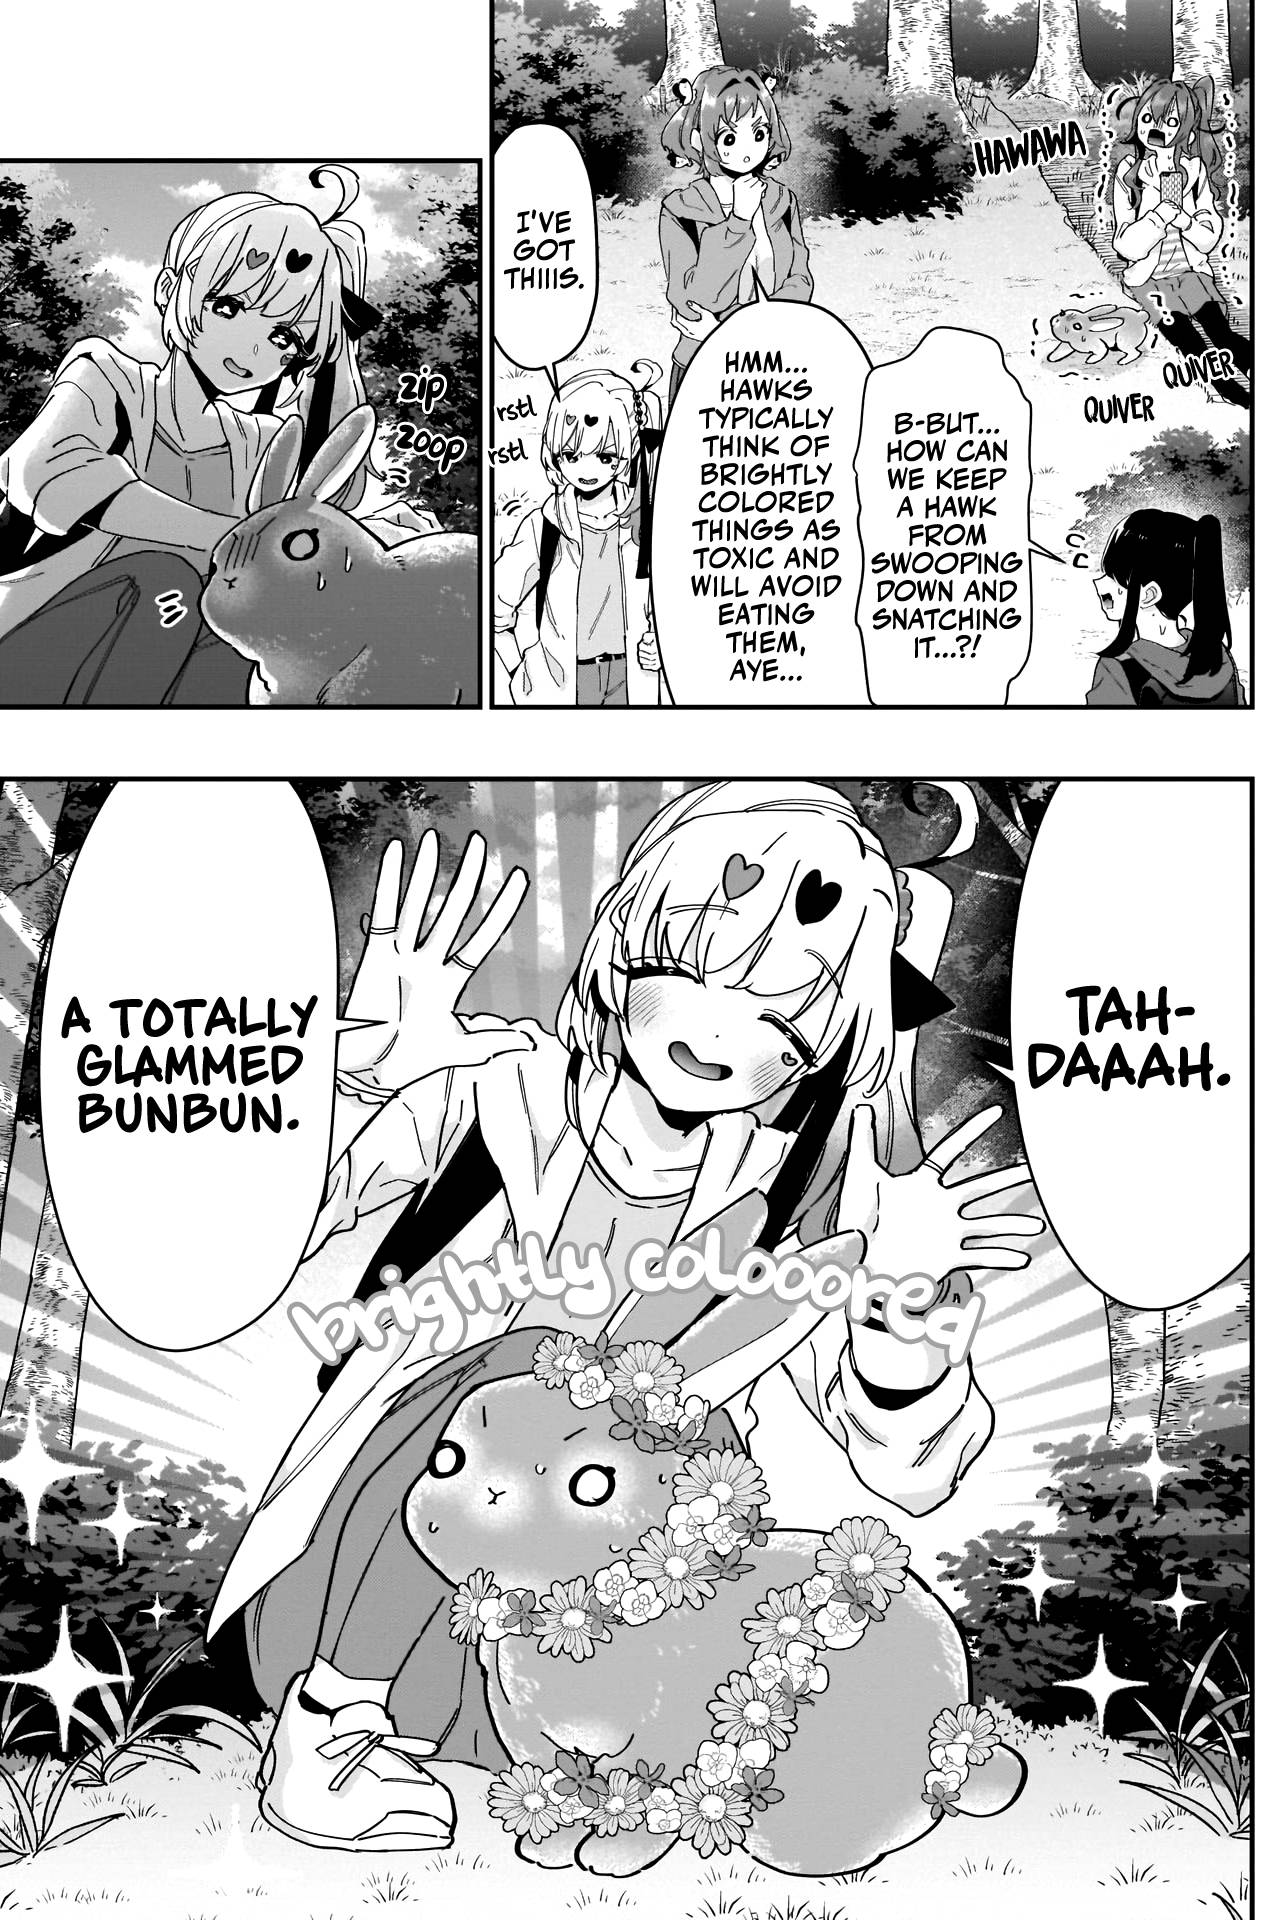 HAWAWA
QUIVER
QUIVER
B-BUT...
HOW CAN
WE KEEP
A HAWK
FROM
SWOOPING
DOWN AND
SNATCHING
IT...?!
HMM...
HAWKS
TYPICALLY
THINK OF
BRIGHTLY
COLORED
THINGS AS
TOXIC AND
WILL AVOID
EATING
THEM,
AYE...
I'VE
GOT
THIIIS.
rstl
rstl
zip
zoop
TAH-
DAAAH.
A TOTALLY
GLAMMED
BUNBUN.
brightly colooored